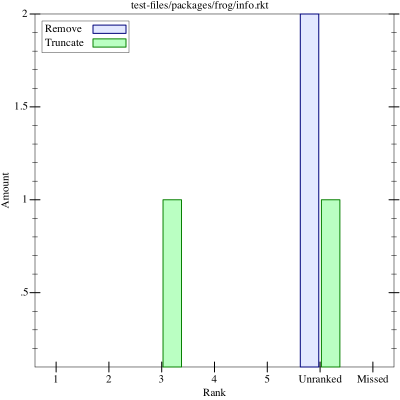 test-files/packages/frog/info.rkt
Remove
Truncate
2
1.5
1
.5
Amount
1 2 3 4 5 Unranked Missed
Rank